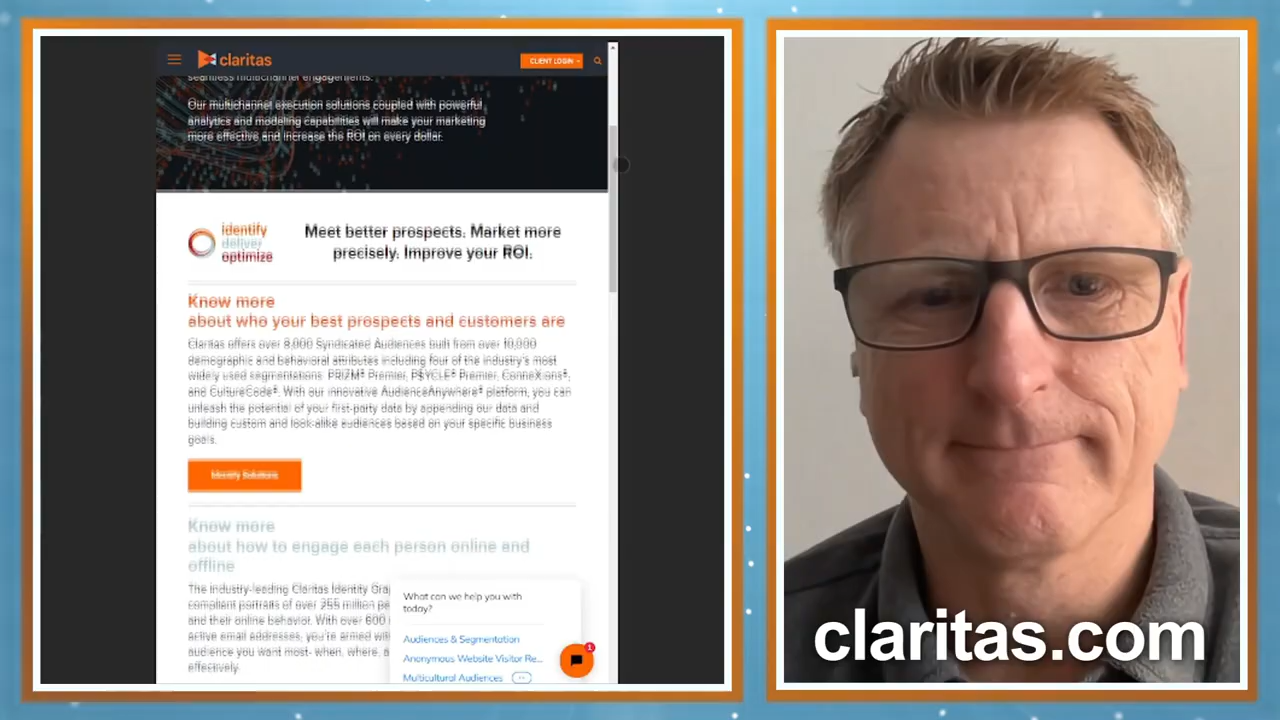 claritas
CLIENT LOGIN
seamless multichannel engagements.
Our multichannel execution solutions coupled with powerful
analytics and modeling capabilities will make your marketing
more effective and increase the ROI on every dollar.
identify
deliver
optimize
Meet better prospects. Market more
precisely. Improve your ROI.
Know more
about who your best prospects and customers are
Claritas offers over 9,000 Syndicated Audiences built from over 10,000
demographic and behavioral attributes including four of the industry's most
widely used segmentations: PRIZM® Premier, P$YCLE® Premier, ConneXions®,
and CultureCode®. With our innovative AudienceAnywhere® platform, you can
unleash the potential of your first-party data by appending our data and
building custom and look-alike audiences based on your specific business
goals.
Identify Solutions
Know more
about how to engage each person online and
offline
The industry-leading Claritas Identity Gra
compliant portraits of over 255 million pe
and their online behavior. With over 600
active email addresses, you're armed wit
audience you want most- when, where, a
effectively.
What can we help you with
today?
Audiences & Segmentation
Anonymous Website Visitor Re...
Multicultural Audiences
1
claritas.com